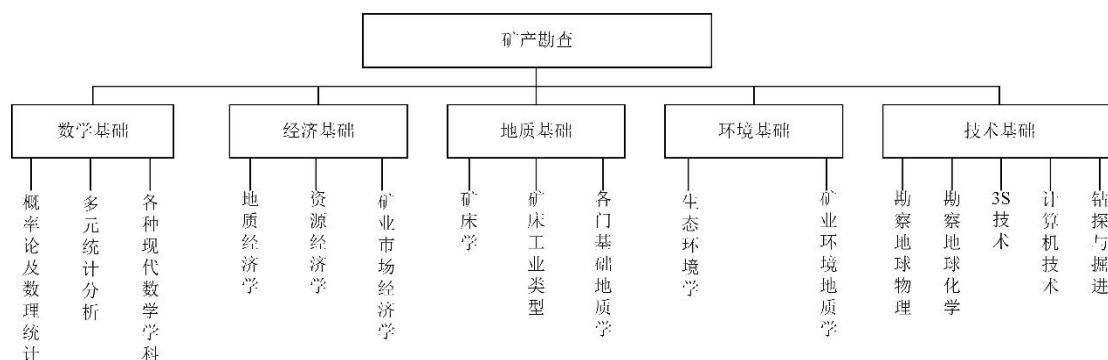 矿产勘查
数学基础
经济基础
地质基础
环境基础
技术基础
概率论及数理统计
多元统计分析
各种现代数学学科
地质经济学
资源经济学
矿业市场经济学
矿床学
矿床工业类型
各门基础地质学
生态环境学
矿业环境地质学
勘察地球物理
勘察地球化学
3S技术
计算机技术
钻探与掘进